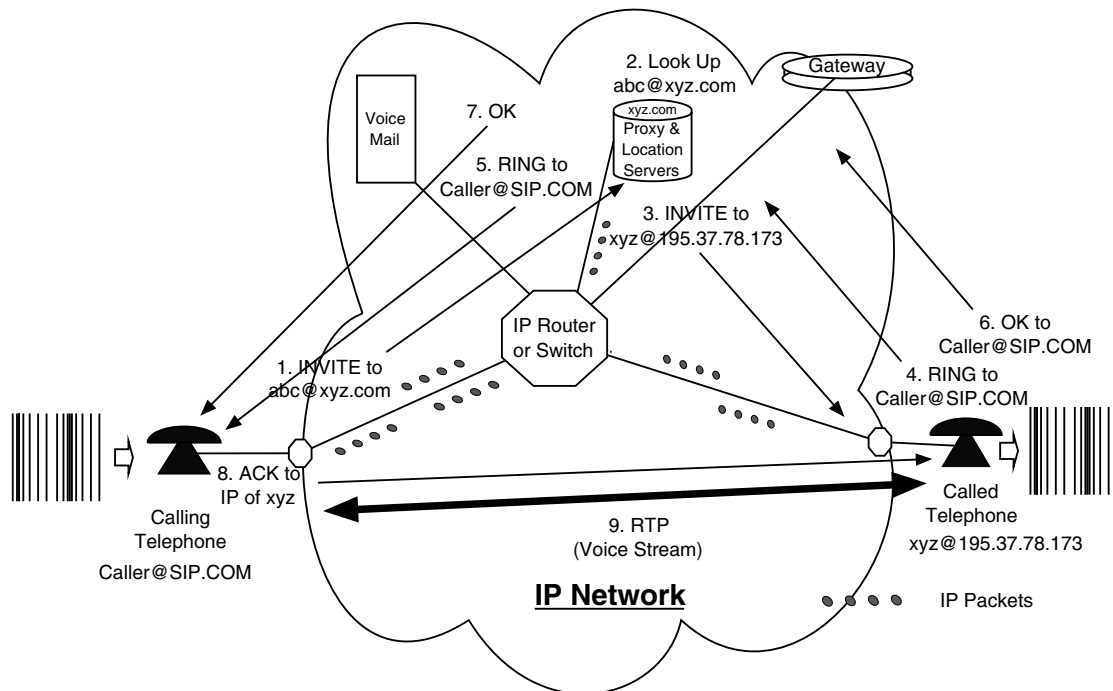 2. Look Up
abc@xyz.com
Gateway
Voice
Mail
7. OK
xyz.com
Proxy &
Location
Servers
5. RING to
Caller@SIP.COM
3. INVITE to
xyz@195.37.78.173
IP Router
or Switch
6. OK to
Caller@SIP.COM
1. INVITE to
abc@xyz.com
4. RING to
Caller@SIP.COM
8. ACK to
IP of xyz
Calling
Telephone
Caller@SIP.COM
9. RTP
(Voice Stream)
Called
Telephone
xyz@195.37.78.173
IP Network
IP Packets